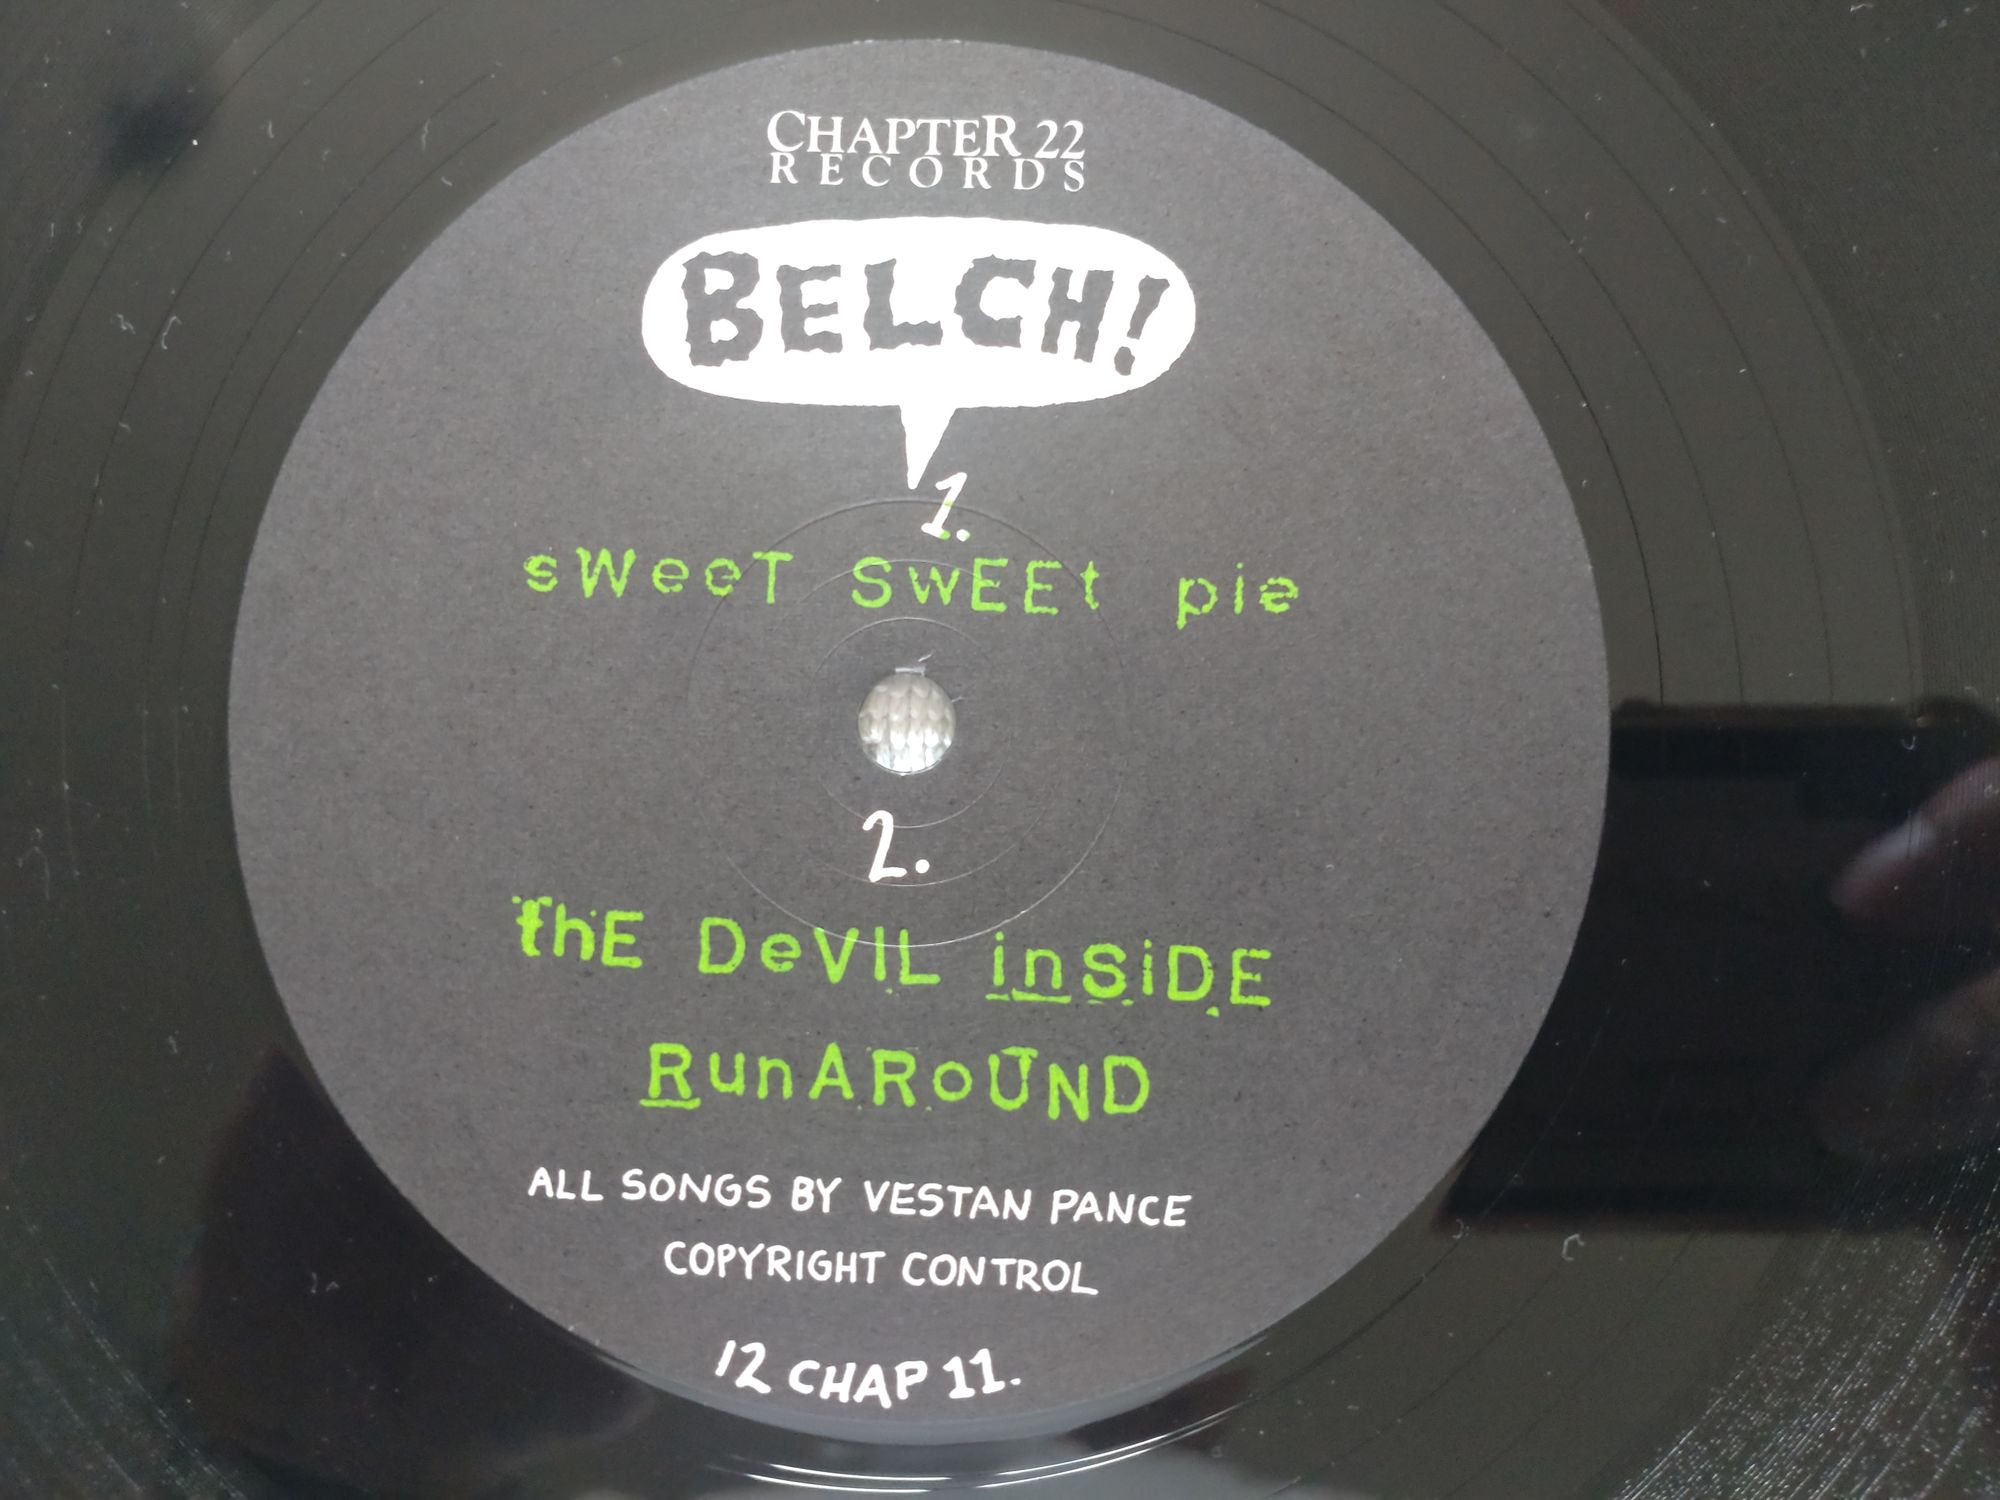 CHAPTER 22
RECORDS
BELCH!
1.
sWeeT SwEEt pie
2.
thE DeVIL inSiDE
RunARoUND
ALL SONGS BY VESTAN PANCE
COPYRIGHT CONTROL
12 CHAP 11.